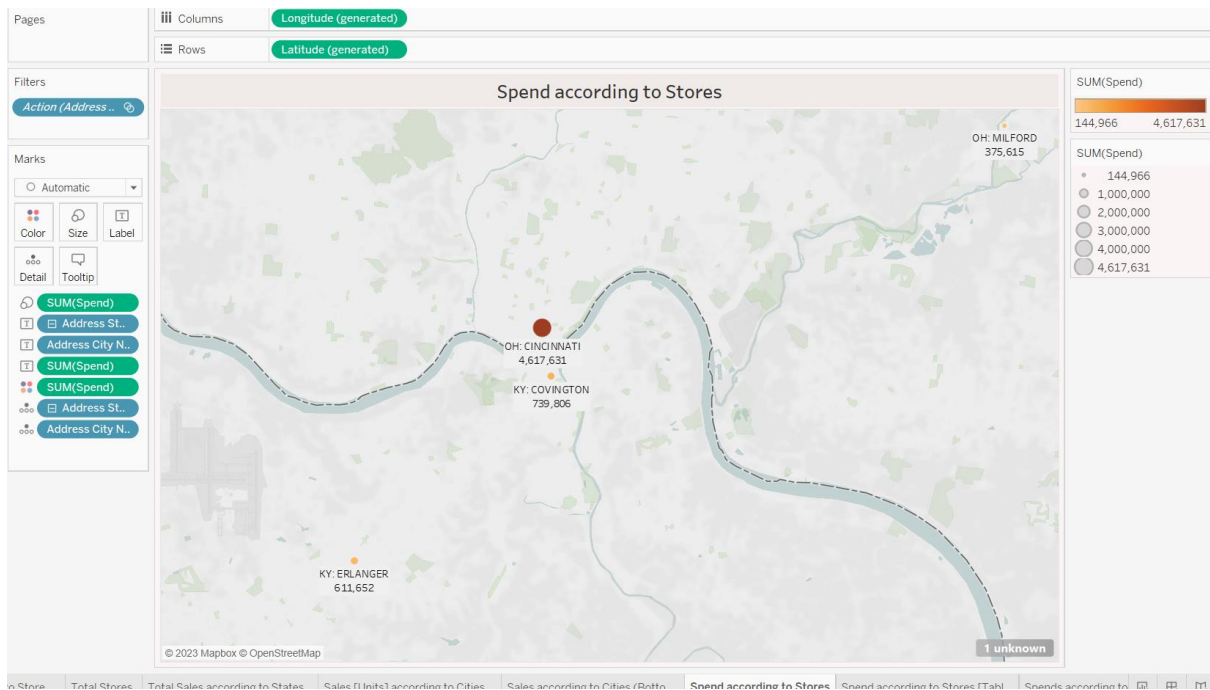 Pages
Columns
Longitude (generated)
Rows
Latitude (generated)
Filters
Action (Address ..
Marks
Automatic
Color
Size
Label
Detail
Tooltip
SUM(Spend)
Address St..
Address City N..
SUM(Spend)
SUM(Spend)
Address St..
Address City N..
Spend according to Stores
OH: MILFORD
375,615
OH: CINCINNATI
4,617,631
KY: COVINGTON
739,806
KY: ERLANGER
611,652
© 2023 Mapbox © OpenStreetMap
1 unknown
SUM(Spend)
144,966 4,617,631
SUM(Spend)
144,966
1,000,000
2,000,000
3,000,000
4,000,000
4,617,631
o Store Total Stores Total Sales according to States Sales [Units] according to Cities Sales according to Cities (Botto.. Spend according to Stores Spend according to Stores [Tabl.. Spends according to